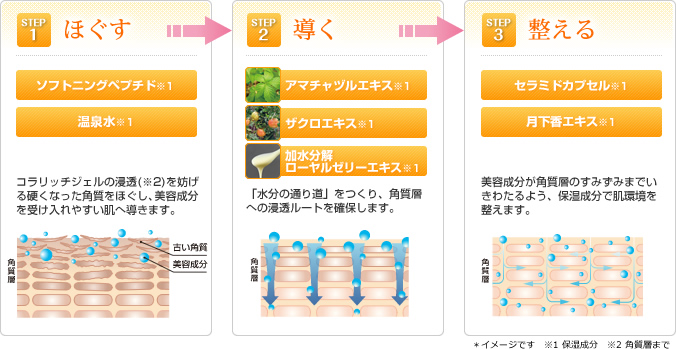 STEP 1 ほぐす
ソフトニングペプチド※1
温泉水※1
コラリッチジェルの浸透(※2)を妨げ
る硬くなった角質をほぐし、美容成分
を受け入れやすい肌へ導きます。
古い角質
美容成分
角質層
STEP 2 導く
アマチャヅルエキス※1
ザクロエキス※1
加水分解
ローヤルゼリーエキス※1
「水分の通り道」をつくり、角質層
への浸透ルートを確保します。
角質層
STEP 3 整える
セラミドカプセル※1
月下香エキス※1
美容成分が角質層のすみずみまでい
きわたるよう、保湿成分で肌環境を
整えます。
角質層
＊イメージです　※1 保湿成分　※2 角質層まで